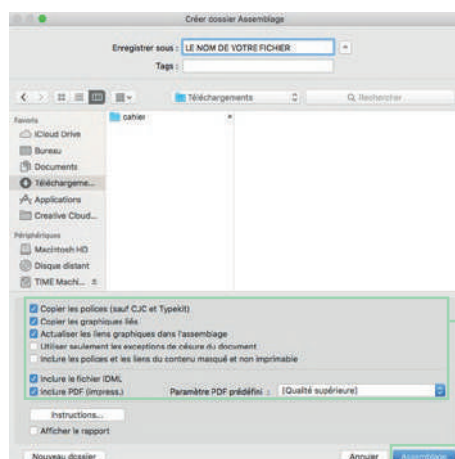 Créer dossier Assemblage
Enregistrer sous : LE NOM DE VOTRE FICHIER
Tags :
Téléchargements
Rechercher
Favoris
iCloud Drive
Bureau
Documents
Téléchargeme...
Applications
Creative Cloud...
Périphériques
Macintosh HD
Disque distant
TIME Machi...
cahier
Copier les polices (sauf CJC et Typekit)
Copier les graphiques liés
Actualiser les liens graphiques dans l'assemblage
Utiliser seulement les exceptions de césure du document
Inclure les polices et les liens du contenu masqué et non imprimable
Inclure le fichier IDML
Inclure PDF (impress.) Paramètre PDF prédéfini : [Qualité supérieure]
Instructions...
Afficher le rapport
Nouveau dossier Annuler Assemblage